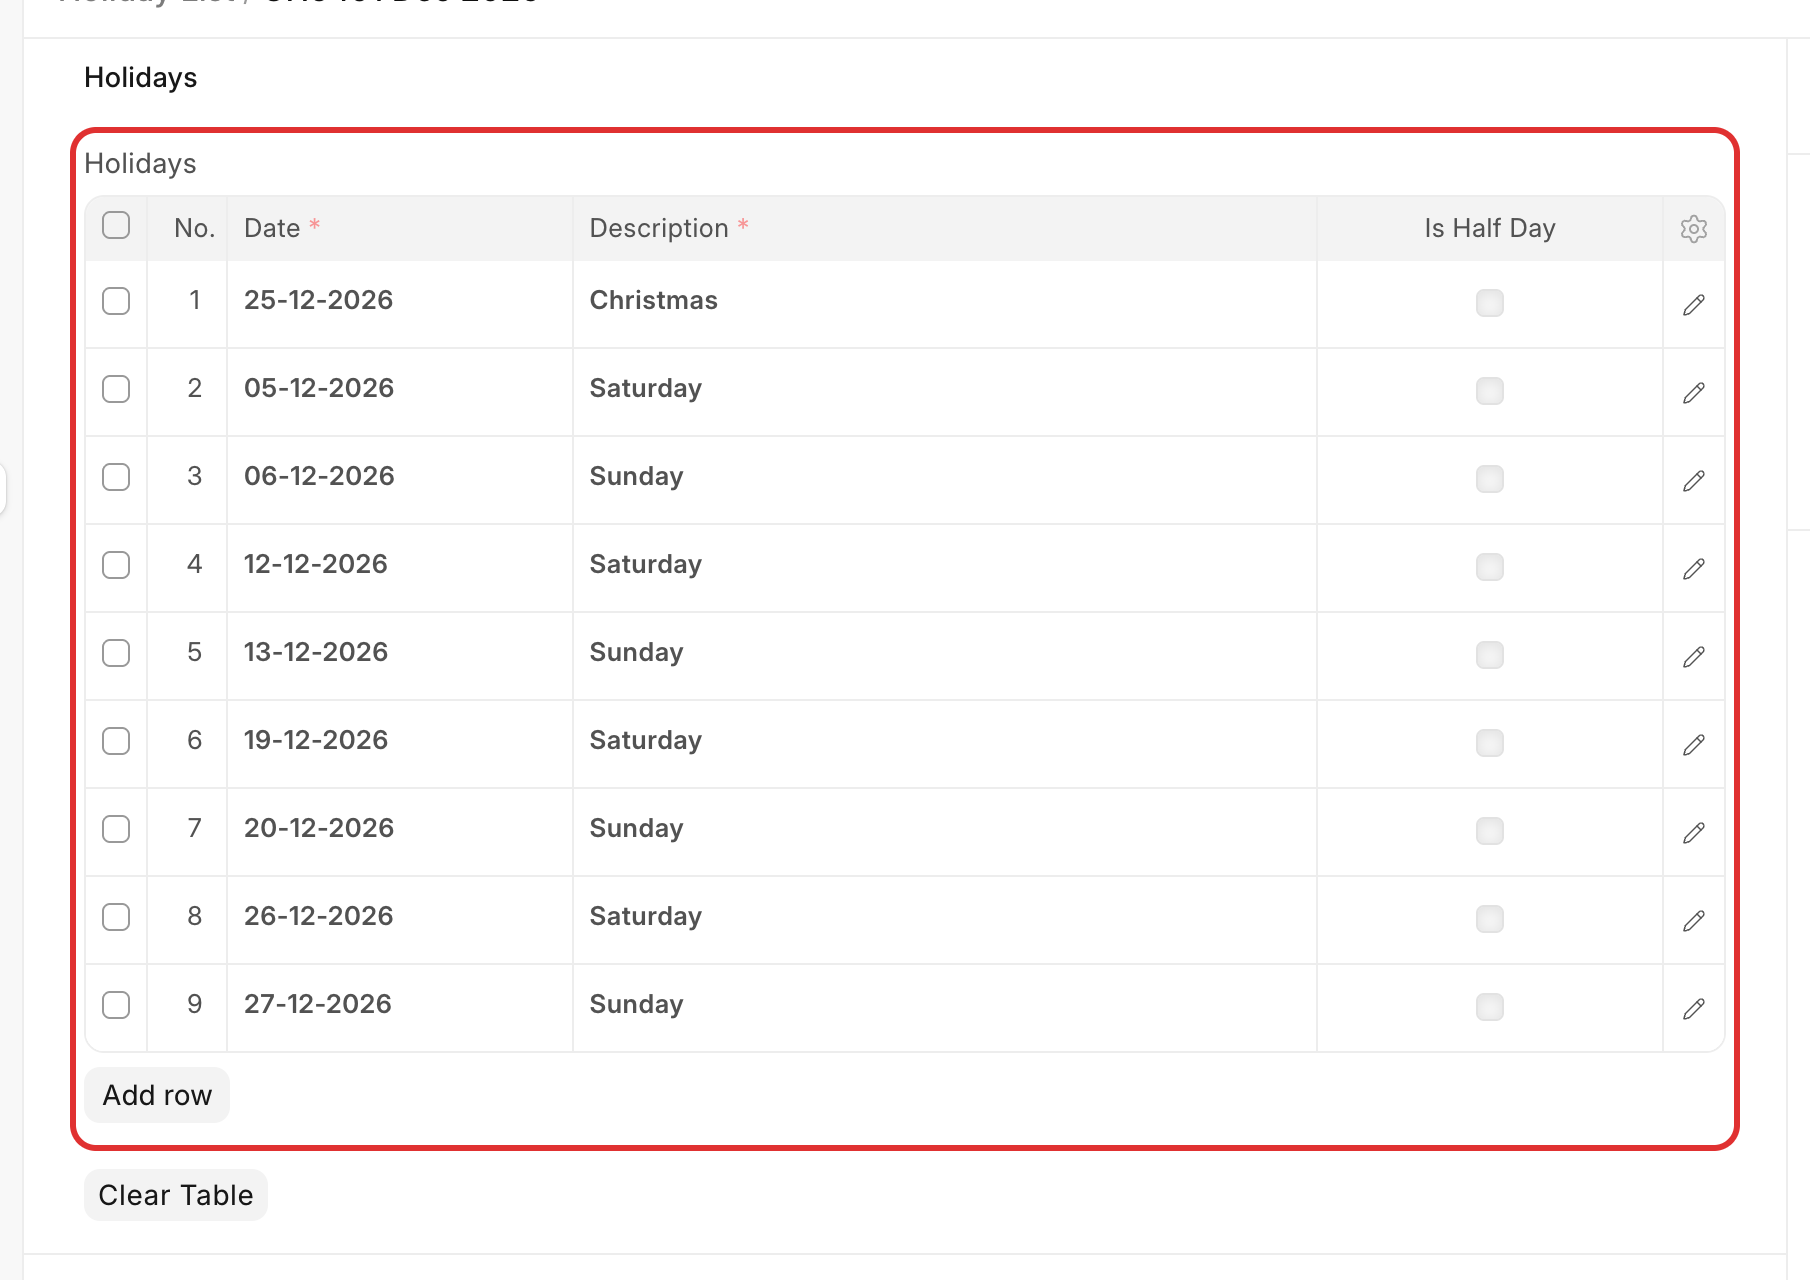 Holidays
Holidays
No. Date * Description * Is Half Day
1 25-12-2026 Christmas
2 05-12-2026 Saturday
3 06-12-2026 Sunday
4 12-12-2026 Saturday
5 13-12-2026 Sunday
6 19-12-2026 Saturday
7 20-12-2026 Sunday
8 26-12-2026 Saturday
9 27-12-2026 Sunday
Add row
Clear Table